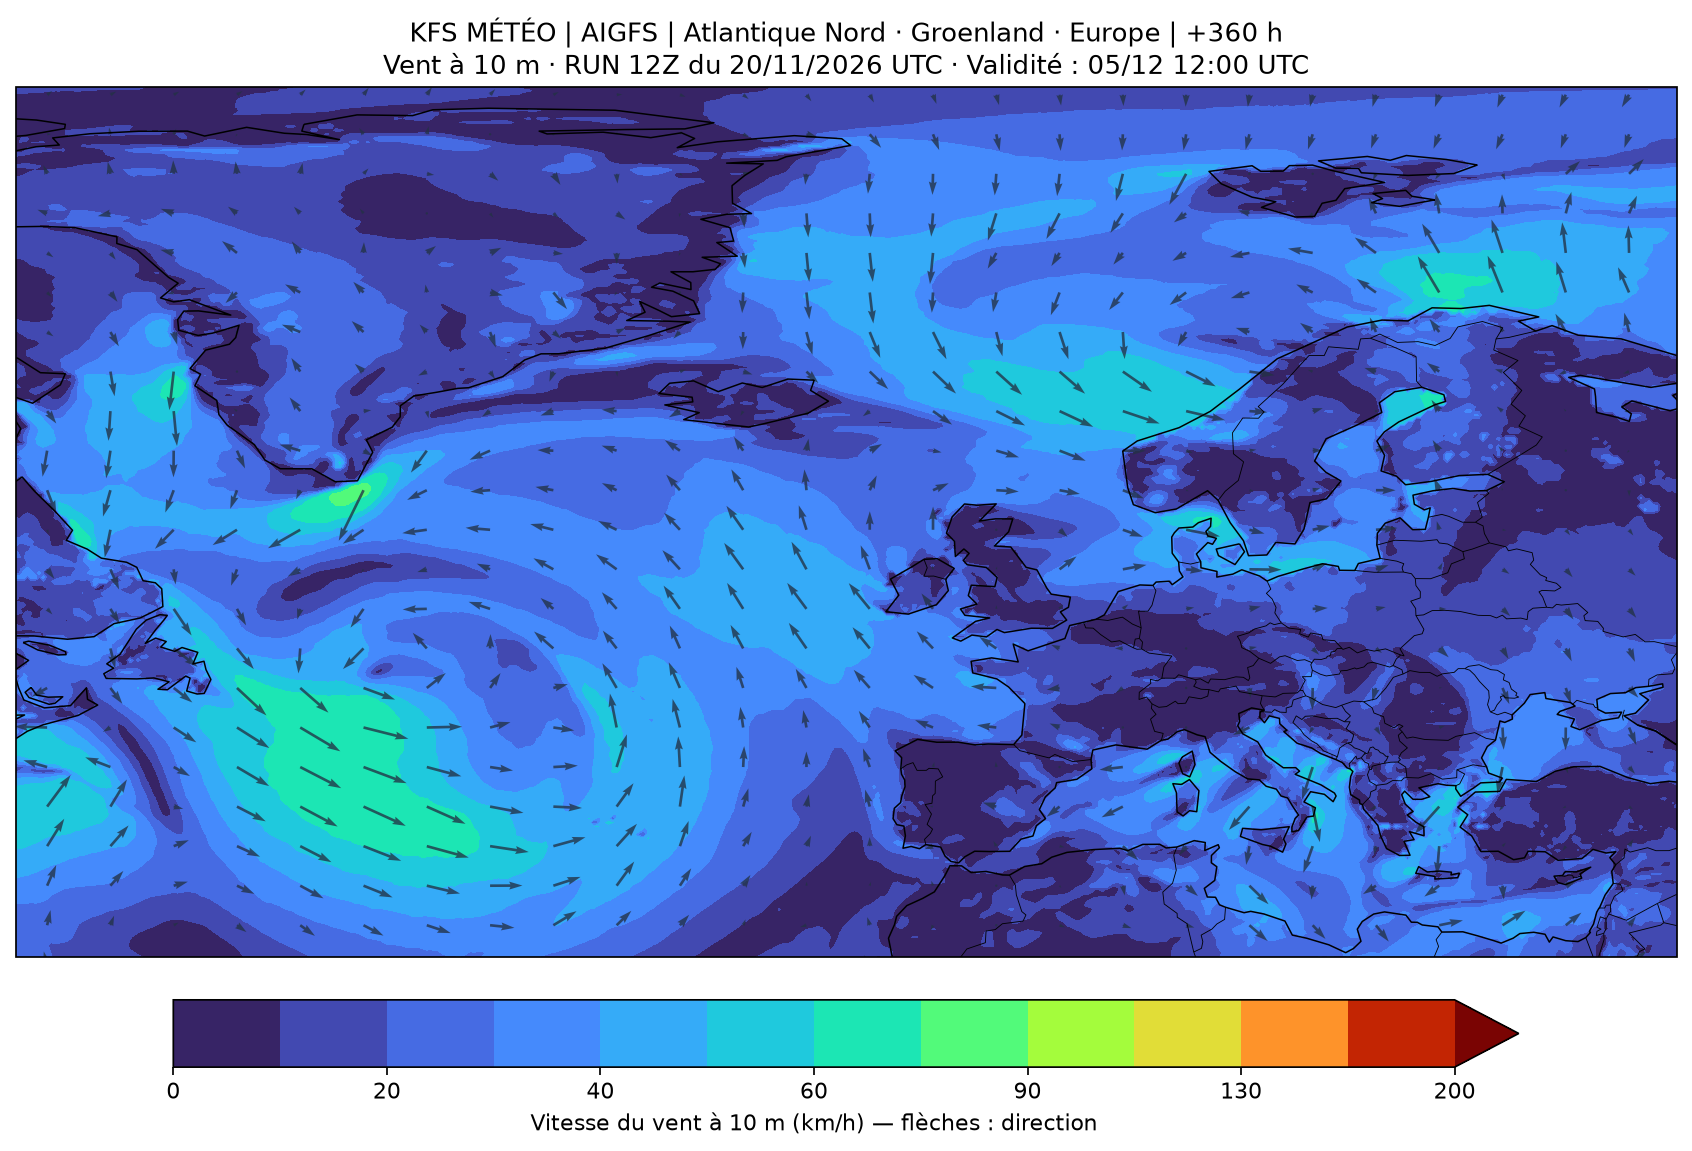 KFS MÉTÉO | AIGFS | Atlantique Nord · Groenland · Europe | +360 h
Vent à 10 m · RUN 12Z du 20/11/2026 UTC · Validité : 05/12 12:00 UTC
0 20 40 60 90 130 200
Vitesse du vent à 10 m (km/h) — flèches : direction